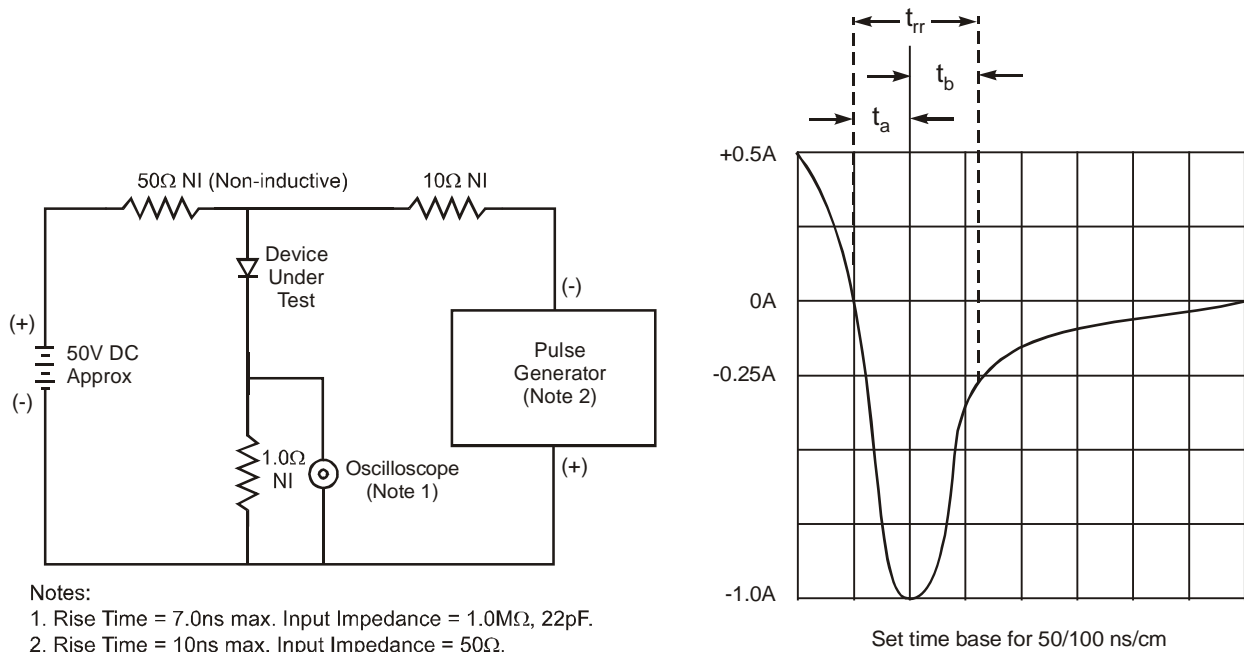 50Ω NI (Non-inductive)
10Ω NI
Device
Under
Test
(+)
50V DC
Approx
(-)
(-)
Pulse
Generator
(Note 2)
(+)
1.0Ω
NI
Oscilloscope
(Note 1)
Notes:
1. Rise Time = 7.0ns max. Input Impedance = 1.0MΩ, 22pF.
2. Rise Time = 10ns max. Input Impedance = 50Ω.
trr
tb
ta
+0.5A
0A
-0.25A
-1.0A
Set time base for 50/100 ns/cm